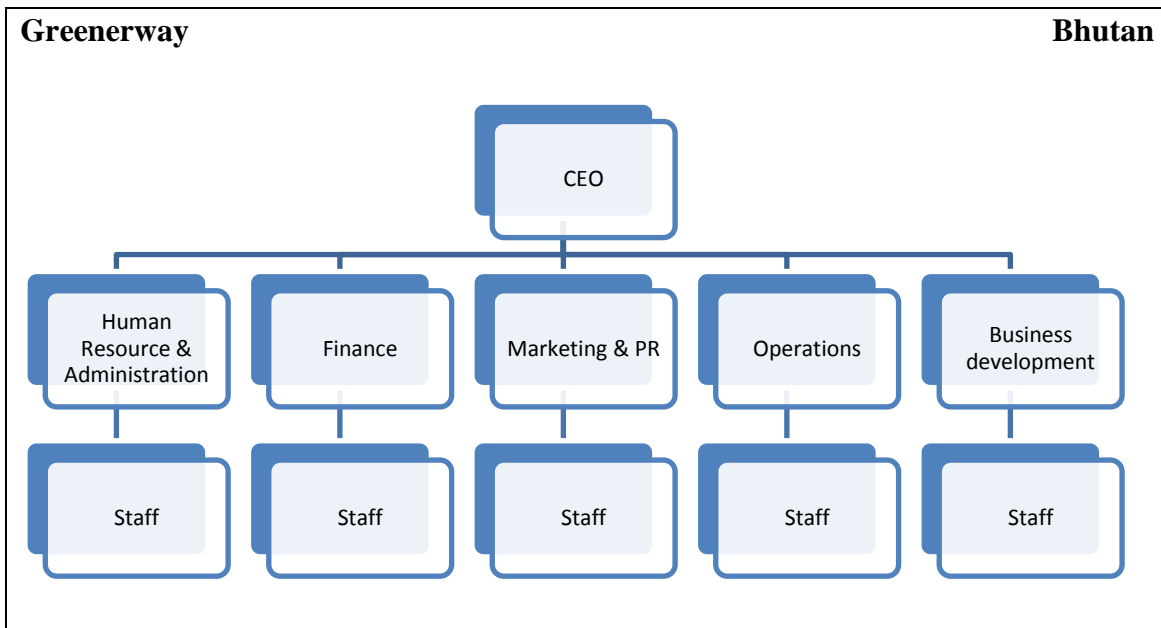 Greenerway Bhutan
CEO
Human
Resource &
Administration
Finance
Marketing & PR
Operations
Business
development
Staff
Staff
Staff
Staff
Staff